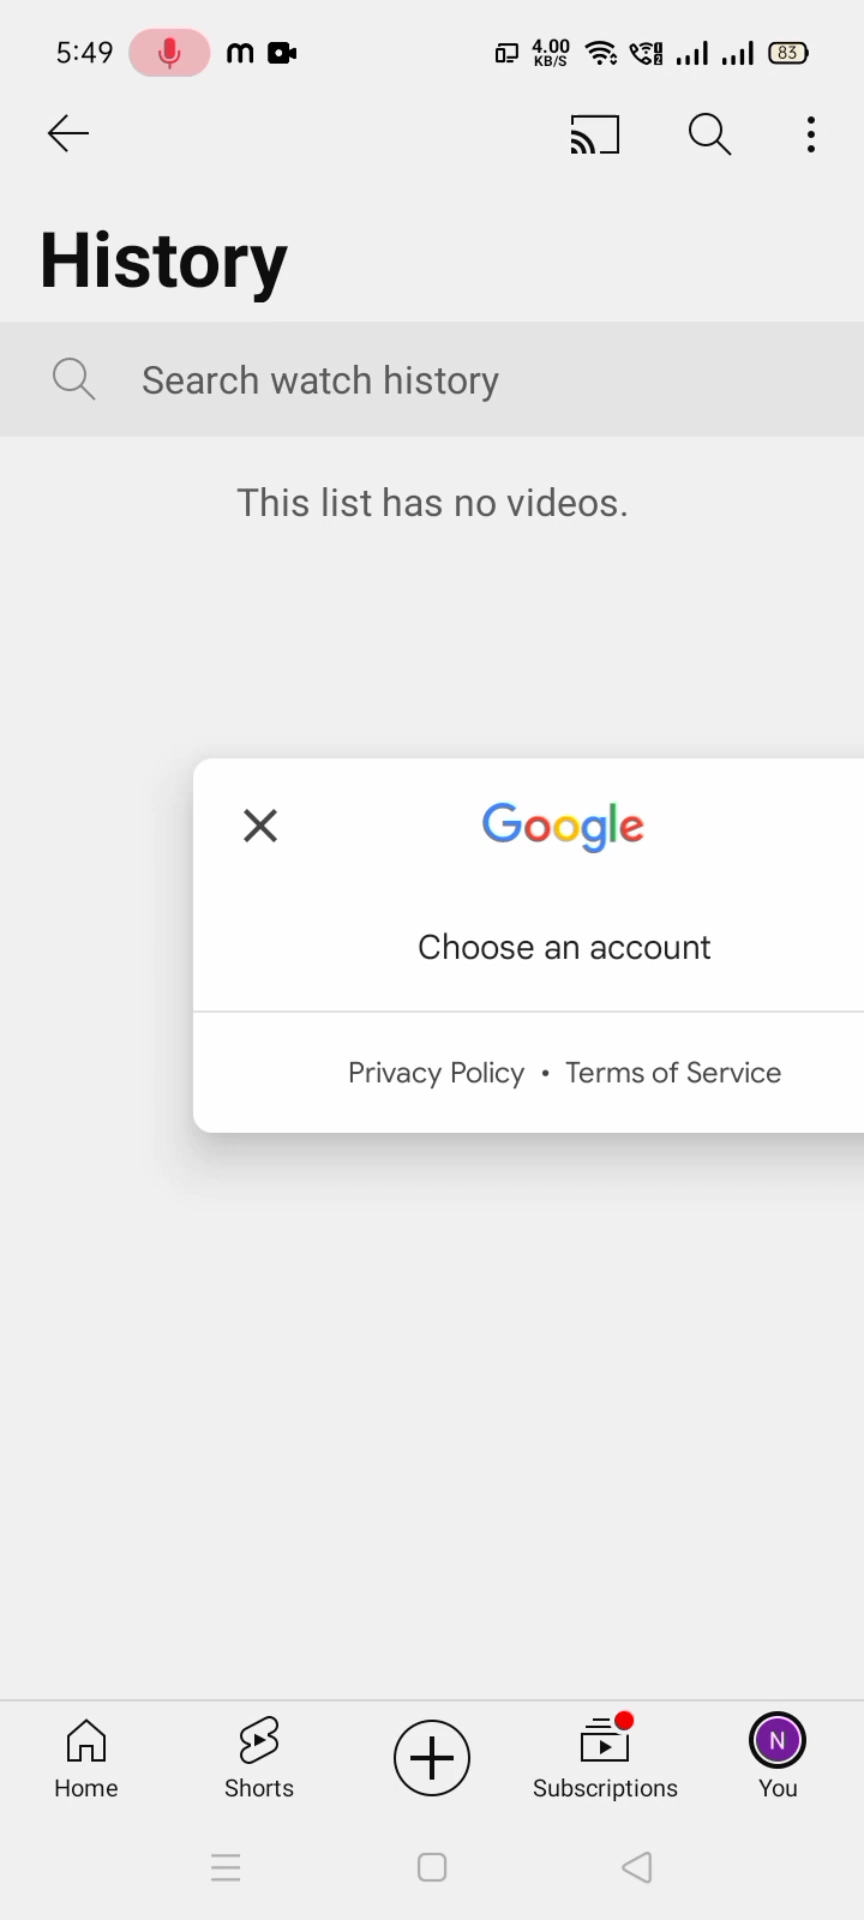 5:49 m 4.00 KB/S 83
History
Search watch history
This list has no videos.
Google
Choose an account
Privacy Policy • Terms of Service
Home Shorts Subscriptions N You